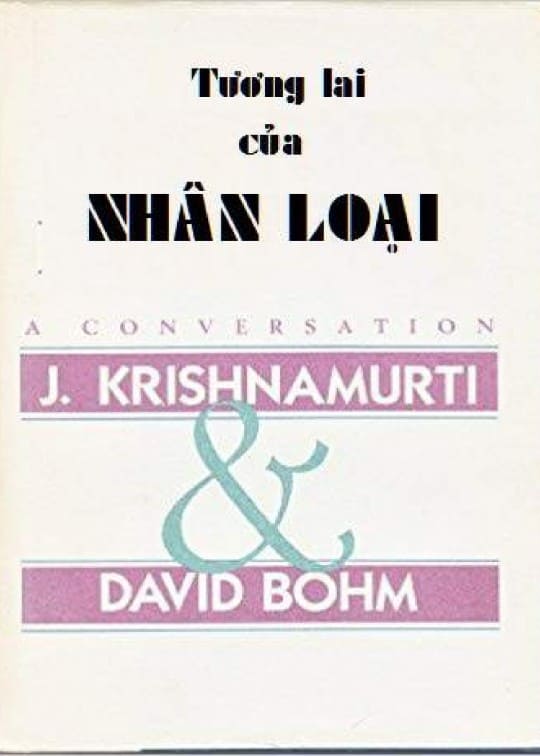 Tương lai
của
NHÂN LOẠI
A CONVERSATION
J. KRISHNAMURTI
&
DAVID BOHM